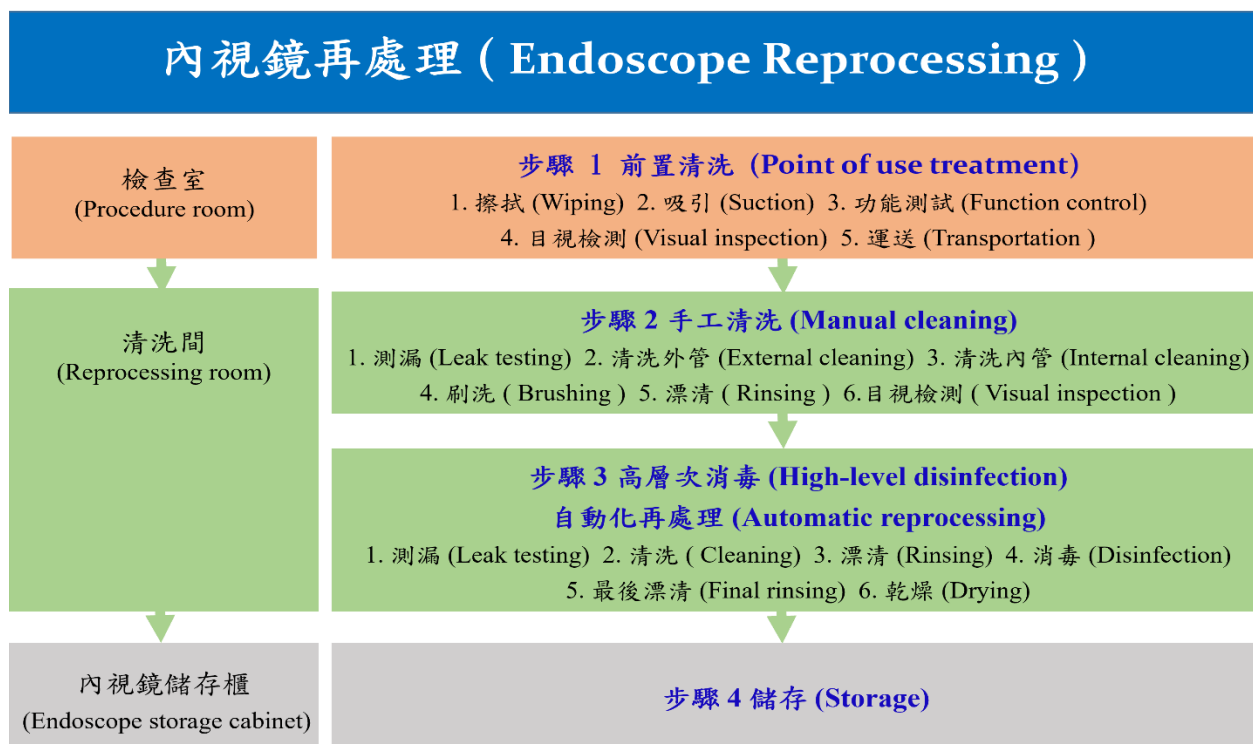 內視鏡再處理 ( Endoscope Reprocessing )
檢查室
(Procedure room)
步驟 1 前置清洗 (Point of use treatment)
1. 擦拭 (Wiping) 2. 吸引 (Suction) 3. 功能測試 (Function control)
4. 目視檢測 (Visual inspection) 5. 運送 (Transportation )
清洗間
(Reprocessing room)
步驟 2 手工清洗 (Manual cleaning)
1. 測漏 (Leak testing) 2. 清洗外管 (External cleaning) 3. 清洗內管 (Internal cleaning)
4. 刷洗 ( Brushing ) 5. 漂清 ( Rinsing ) 6.目視檢測 ( Visual inspection )
步驟 3 高層次消毒 (High-level disinfection)
自動化再處理 (Automatic reprocessing)
1. 測漏 (Leak testing) 2. 清洗 ( Cleaning) 3. 漂清 (Rinsing) 4. 消毒 (Disinfection)
5. 最後漂清 (Final rinsing) 6. 乾燥 (Drying)
內視鏡儲存櫃
(Endoscope storage cabinet)
步驟 4 儲存 (Storage)